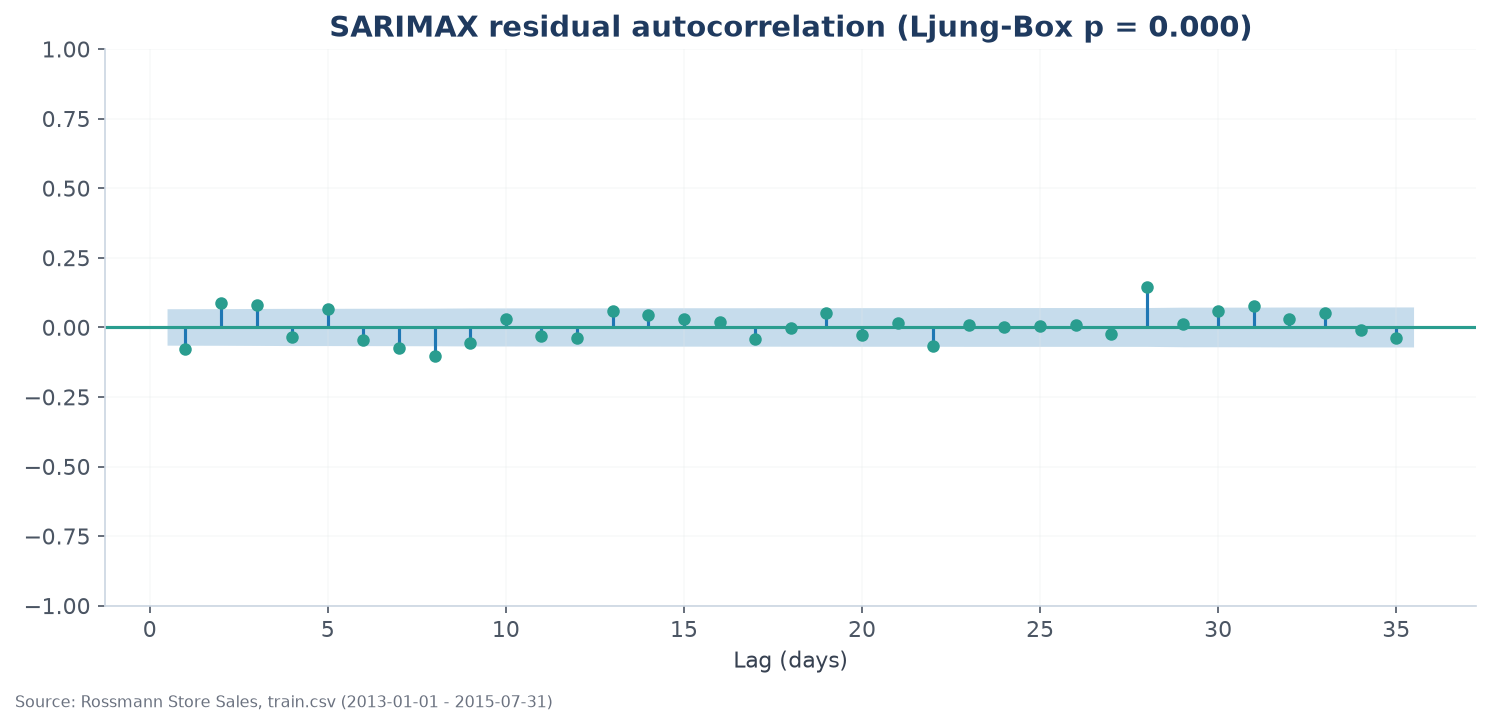 SARIMAX residual autocorrelation (Ljung-Box p = 0.000)
1.00
0.75
0.50
0.25
0.00
−0.25
−0.50
−0.75
−1.00
0 5 10 15 20 25 30 35
Lag (days)
Source: Rossmann Store Sales, train.csv (2013-01-01 - 2015-07-31)